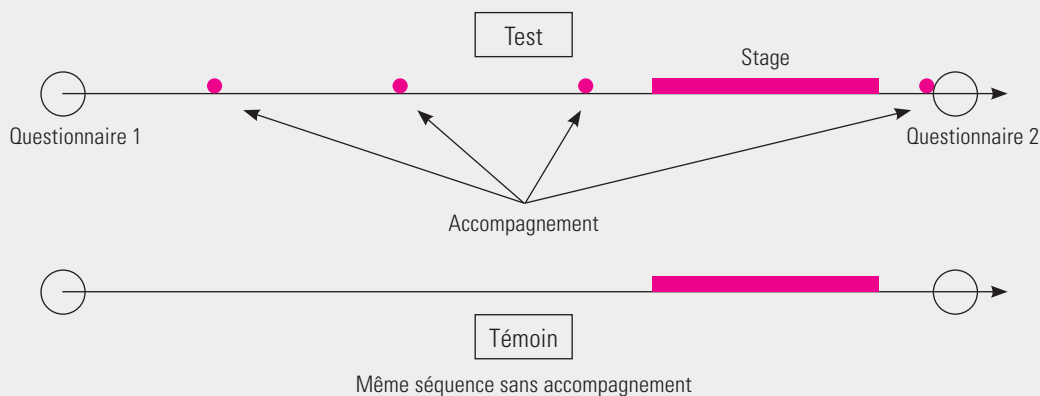 Test
Stage
Questionnaire 1
Questionnaire 2
Accompagnement
Témoin
Même séquence sans accompagnement